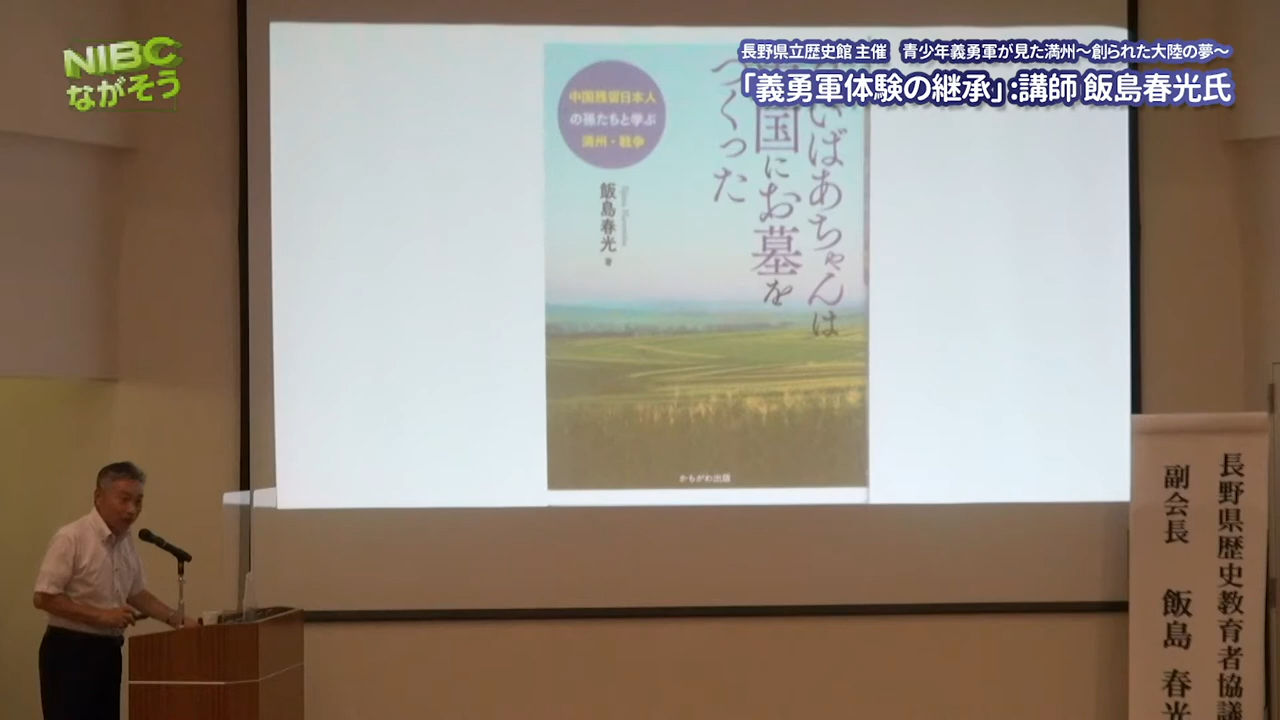 NIBC
ながそう
長野県立歴史館 主催　青少年義勇軍が見た満州～創られた大陸の夢～
「義勇軍体験の継承」:講師 飯島春光氏
いばあちゃんは
国にお墓を
つくった
中国残留日本人
の孫たちと学ぶ
満州・戦争
飯島春光 著
かもがわ出版
長野県歴史教育者協議
副会長　飯島 春光